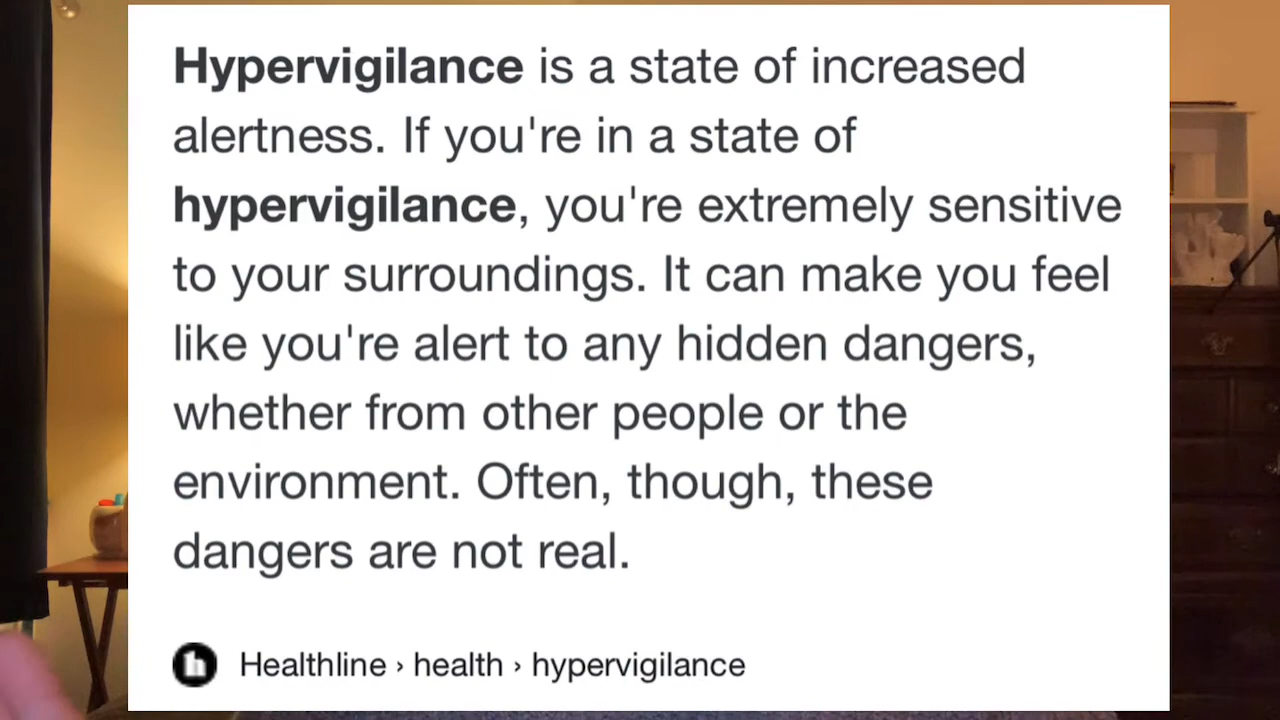 Hypervigilance is a state of increased
alertness. If you're in a state of
hypervigilance, you're extremely sensitive
to your surroundings. It can make you feel
like you're alert to any hidden dangers,
whether from other people or the
environment. Often, though, these
dangers are not real.
h
Healthline › health › hypervigilance